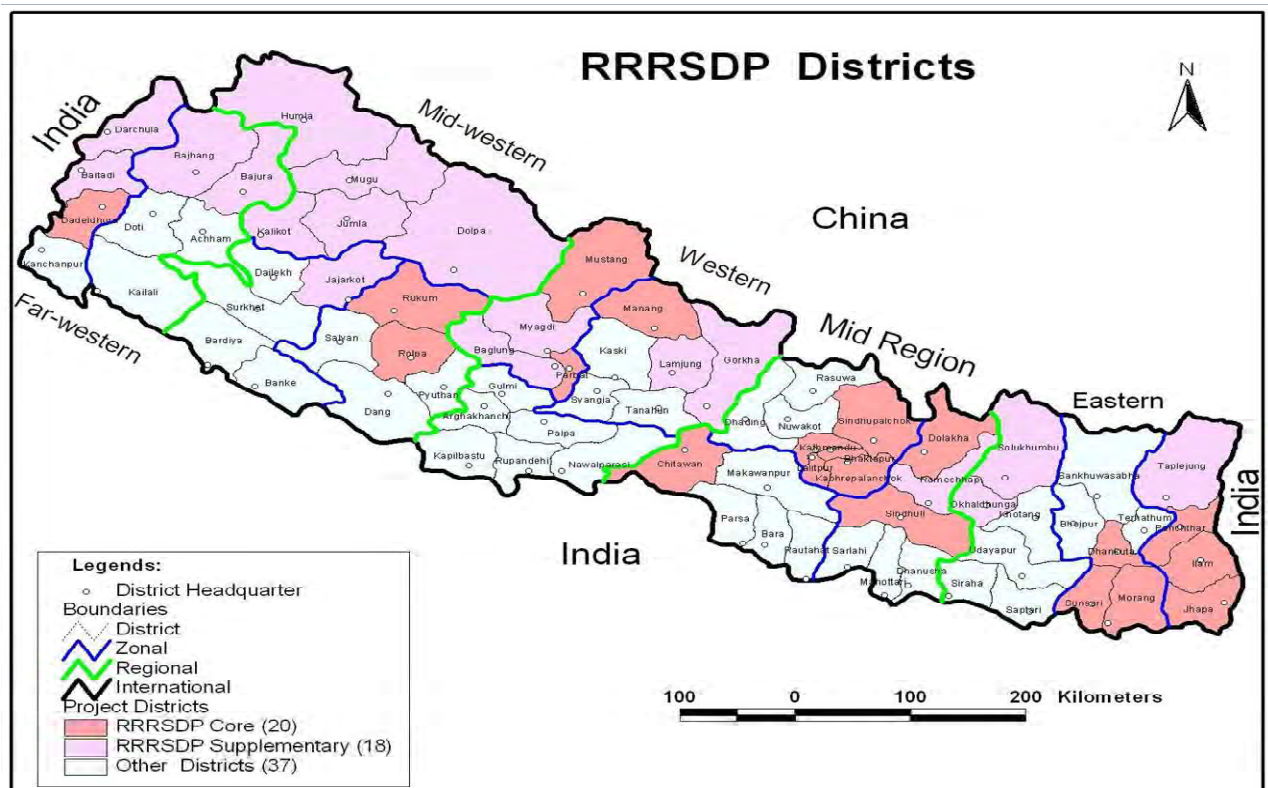 RRRSDP Districts
N
India
Mid-western
China
Western
Mid Region
Eastern
India
Far-western
India
Humla
Darchula
Bajhang
Baitadi
Bajura
Mugu
Dadeldhura
Doti
Achham
Kalikot
Jumla
Dolpa
Kanchanpur
Kailali
Dailekh
Jajarkot
Surkhet
Rukum
Mustang
Manang
Bardiya
Salyan
Rolpa
Myagdi
Baglung
Parbat
Kaski
Lamjung
Gorkha
Banke
Dang
Pyuthan
Gulmi
Arghakhanch
Syangja
Tanahun
Palpa
Kapilbastu
Rupandehi
Nawalparasi
Chitawan
Dhading
Rasuwa
Nuwakot
Sindhupalchok
Kathmandu
Bhaktapur
Lalitpur
Kabhrepalanchok
Dolakha
Ramechhap
Makawanpur
Parsa
Bara
Rautahat
Sarlahi
Sindhuli
Mahottari
Dhanusha
Solukhumbu
Okhaldhunga
Khotang
Udayapur
Siraha
Saptari
Sankhuwasabha
Bhojpur
Terhathum
Taplejung
Panchthar
Dhankuta
Ilam
Sunsari
Morang
Jhapa
Legends:
District Headquarter
Boundaries
District
Zonal
Regional
International
Project Districts
RRRSDP Core (20)
RRRSDP Supplementary (18)
Other Districts (37)
100 0 100 200 Kilometers